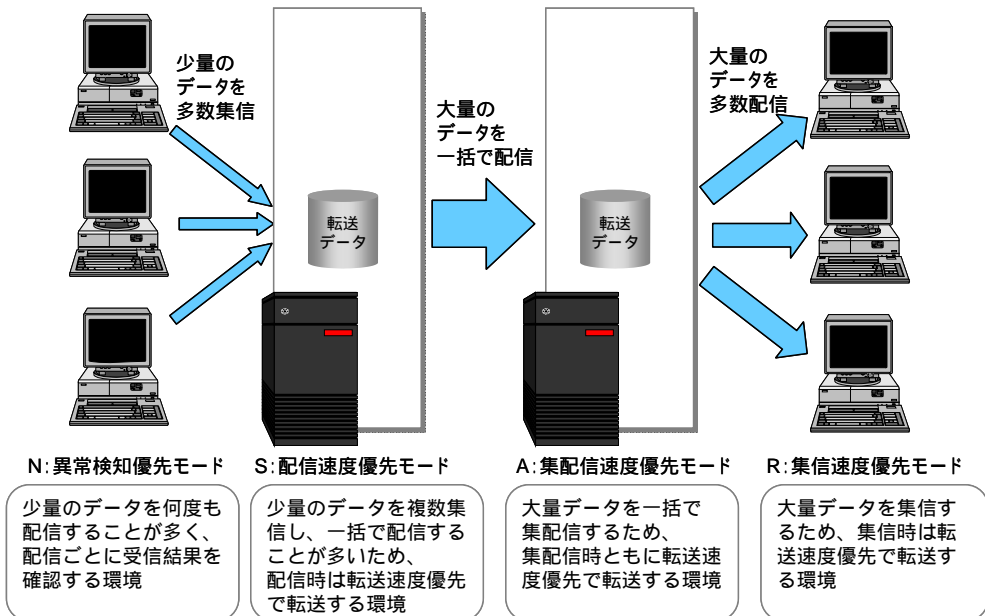 少量の
データを
多数集信
大量の
データを
一括で配信
大量の
データを
多数配信
転送
データ
転送
データ
N:異常検知優先モード
S:配信速度優先モード
A:集配信速度優先モード
R:集信速度優先モード
少量のデータを何度も
配信することが多く、
配信ごとに受信結果を
確認する環境
少量のデータを複数集
信し、一括で配信する
ことが多いため、
配信時は転送速度優先
で転送する環境
大量データを一括で
集配信するため、
集配信時ともに転送速
度優先で転送する環境
大量データを集信す
るため、集信時は転
送速度優先で転送す
る環境